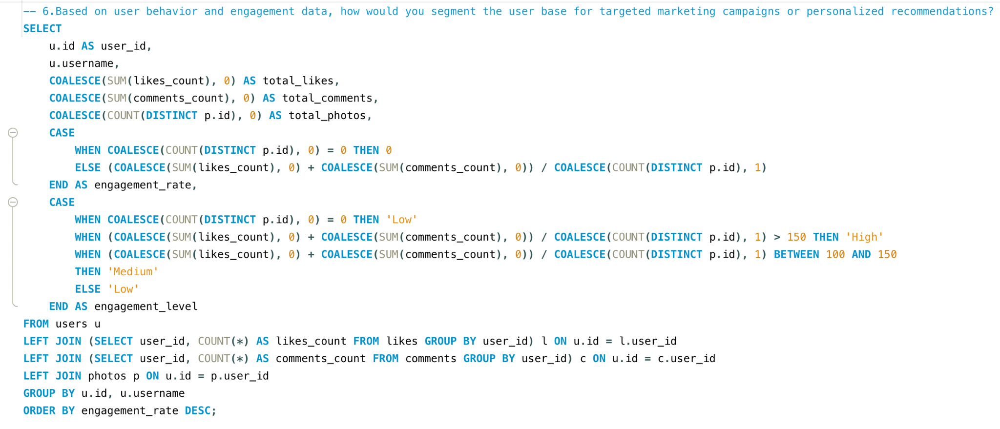 -- 6.Based on user behavior and engagement data, how would you segment the user base for targeted marketing campaigns or personalized recommendations?
SELECT
    u.id AS user_id,
    u.username,
    COALESCE(SUM(likes_count), 0) AS total_likes,
    COALESCE(SUM(comments_count), 0) AS total_comments,
    COALESCE(COUNT(DISTINCT p.id), 0) AS total_photos,
    CASE
        WHEN COALESCE(COUNT(DISTINCT p.id), 0) = 0 THEN 0
        ELSE (COALESCE(SUM(likes_count), 0) + COALESCE(SUM(comments_count), 0)) / COALESCE(COUNT(DISTINCT p.id), 1)
    END AS engagement_rate,
    CASE
        WHEN COALESCE(COUNT(DISTINCT p.id), 0) = 0 THEN 'Low'
        WHEN (COALESCE(SUM(likes_count), 0) + COALESCE(SUM(comments_count), 0)) / COALESCE(COUNT(DISTINCT p.id), 1) > 150 THEN 'High'
        WHEN (COALESCE(SUM(likes_count), 0) + COALESCE(SUM(comments_count), 0)) / COALESCE(COUNT(DISTINCT p.id), 1) BETWEEN 100 AND 150
        THEN 'Medium'
        ELSE 'Low'
    END AS engagement_level
FROM users u
LEFT JOIN (SELECT user_id, COUNT(*) AS likes_count FROM likes GROUP BY user_id) l ON u.id = l.user_id
LEFT JOIN (SELECT user_id, COUNT(*) AS comments_count FROM comments GROUP BY user_id) c ON u.id = c.user_id
LEFT JOIN photos p ON u.id = p.user_id
GROUP BY u.id, u.username
ORDER BY engagement_rate DESC;